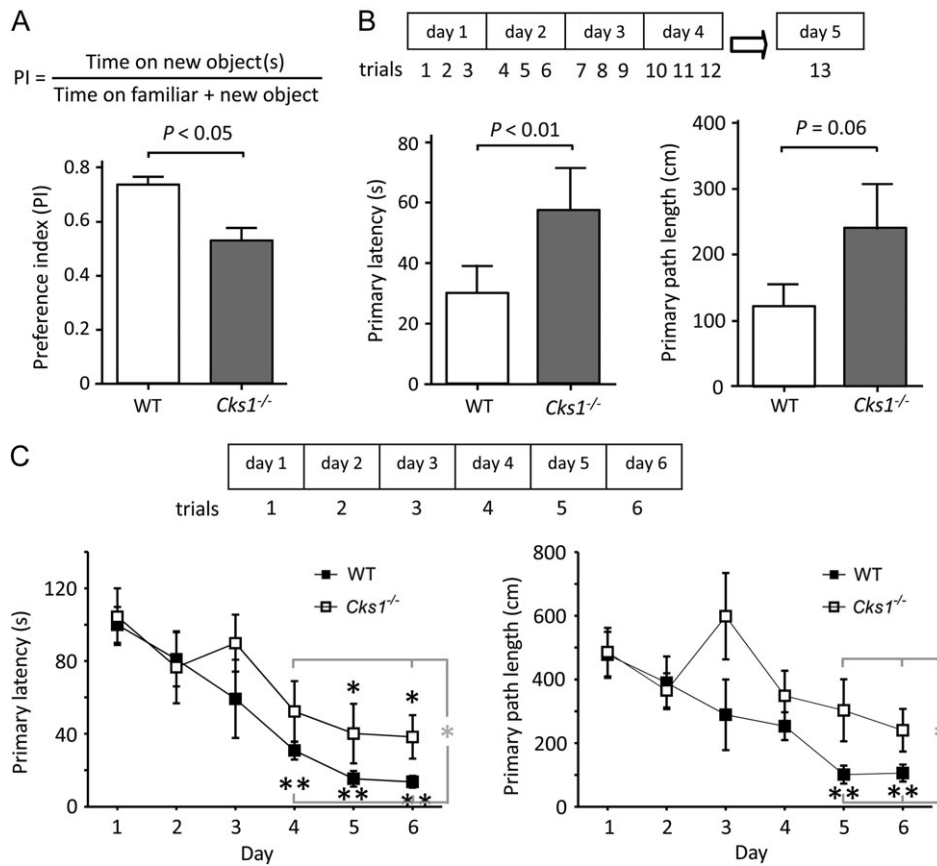 A
PI = Time on new object(s)
Time on familiar + new object
P < 0.05
Preference index (PI)
0.8
0.6
0.4
0.2
0
WT
Cks1-/-
B
day 1 day 2 day 3 day 4 day 5
trials 1 2 3 4 5 6 7 8 9 10 11 12 13
P < 0.01
Primary latency (s)
80
60
40
20
0
WT
Cks1-/-
P = 0.06
Primary path length (cm)
400
300
200
100
0
WT
Cks1-/-
C
day 1 day 2 day 3 day 4 day 5 day 6
trials 1 2 3 4 5 6
Primary latency (s)
120
80
40
0
WT
Cks1-/-
* *
*
** ** **
1 2 3 4 5 6
Day
Primary path length (cm)
800
600
400
200
0
WT
Cks1-/-
*
** **
1 2 3 4 5 6
Day